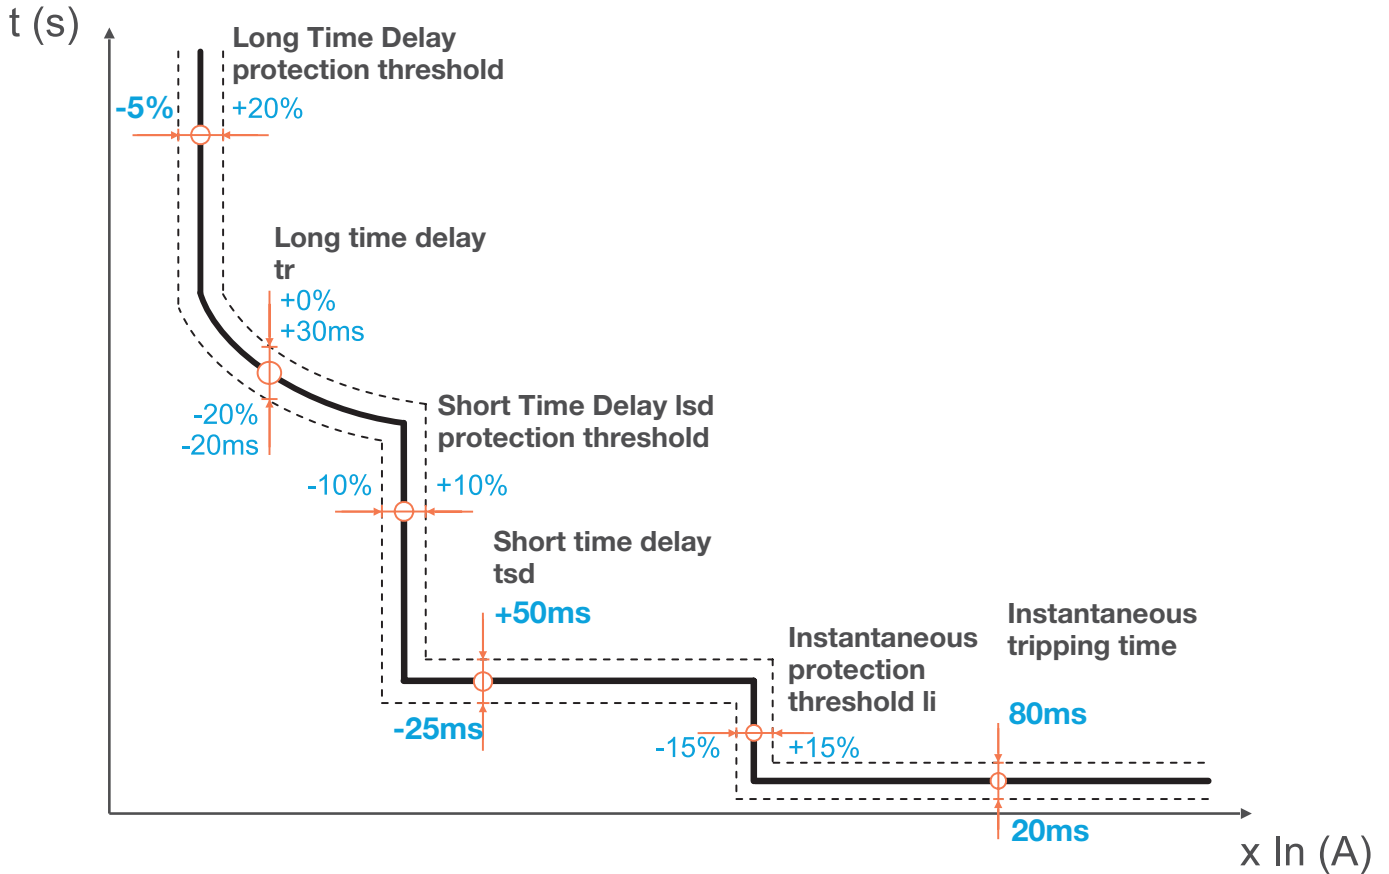 t (s)
Long Time Delay
protection threshold
-5%
+20%
Long time delay
tr
+0%
+30ms
-20%
-20ms
Short Time Delay Isd
protection threshold
-10%
+10%
Short time delay
tsd
+50ms
-25ms
Instantaneous
protection
threshold Ii
-15%
+15%
Instantaneous
tripping time
80ms
20ms
x In (A)